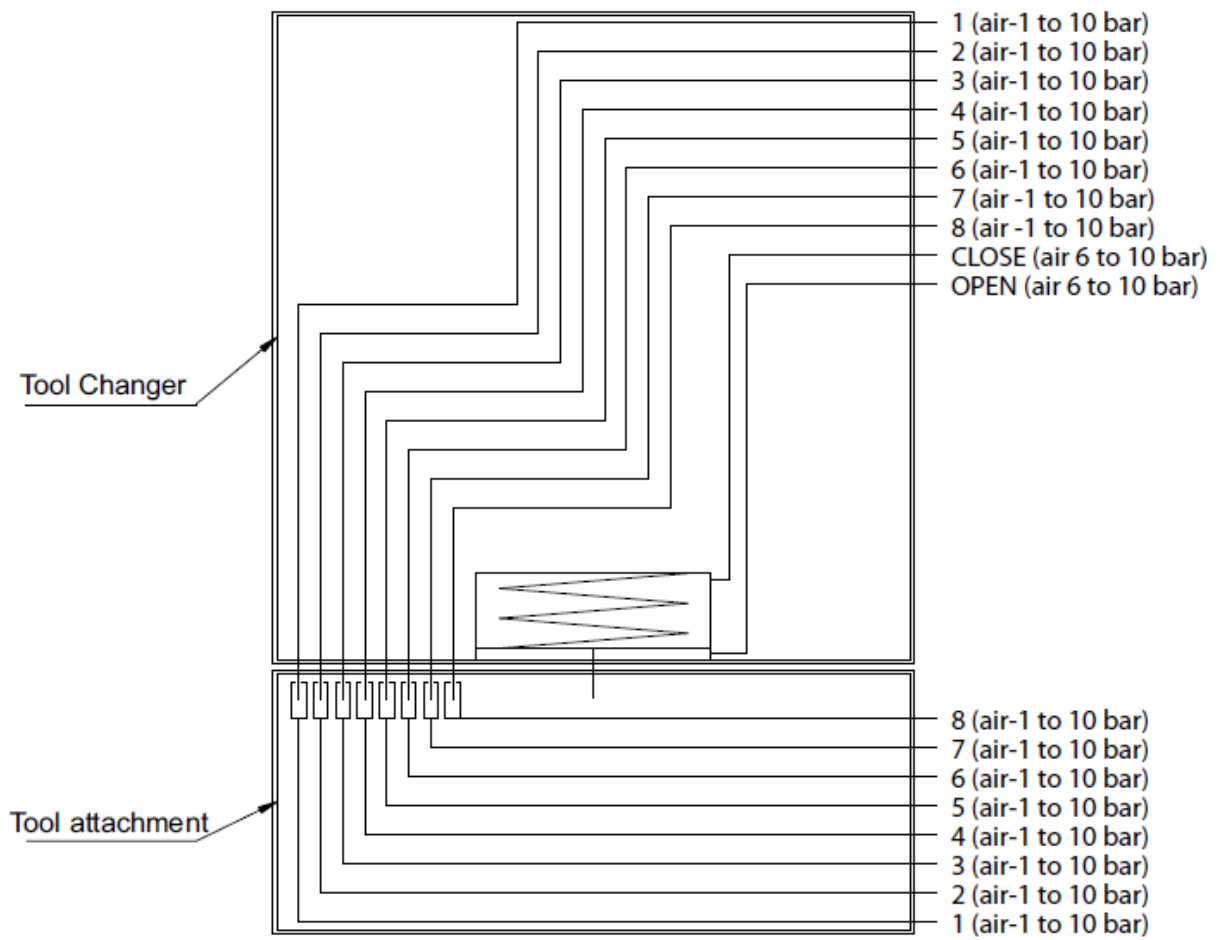 1 (air-1 to 10 bar)
2 (air-1 to 10 bar)
3 (air-1 to 10 bar)
4 (air-1 to 10 bar)
5 (air-1 to 10 bar)
6 (air-1 to 10 bar)
7 (air -1 to 10 bar)
8 (air -1 to 10 bar)
CLOSE (air 6 to 10 bar)
OPEN (air 6 to 10 bar)
Tool Changer
8 (air-1 to 10 bar)
7 (air-1 to 10 bar)
6 (air-1 to 10 bar)
5 (air-1 to 10 bar)
Tool attachment
4 (air-1 to 10 bar)
3 (air-1 to 10 bar)
2 (air-1 to 10 bar)
1 (air-1 to 10 bar)